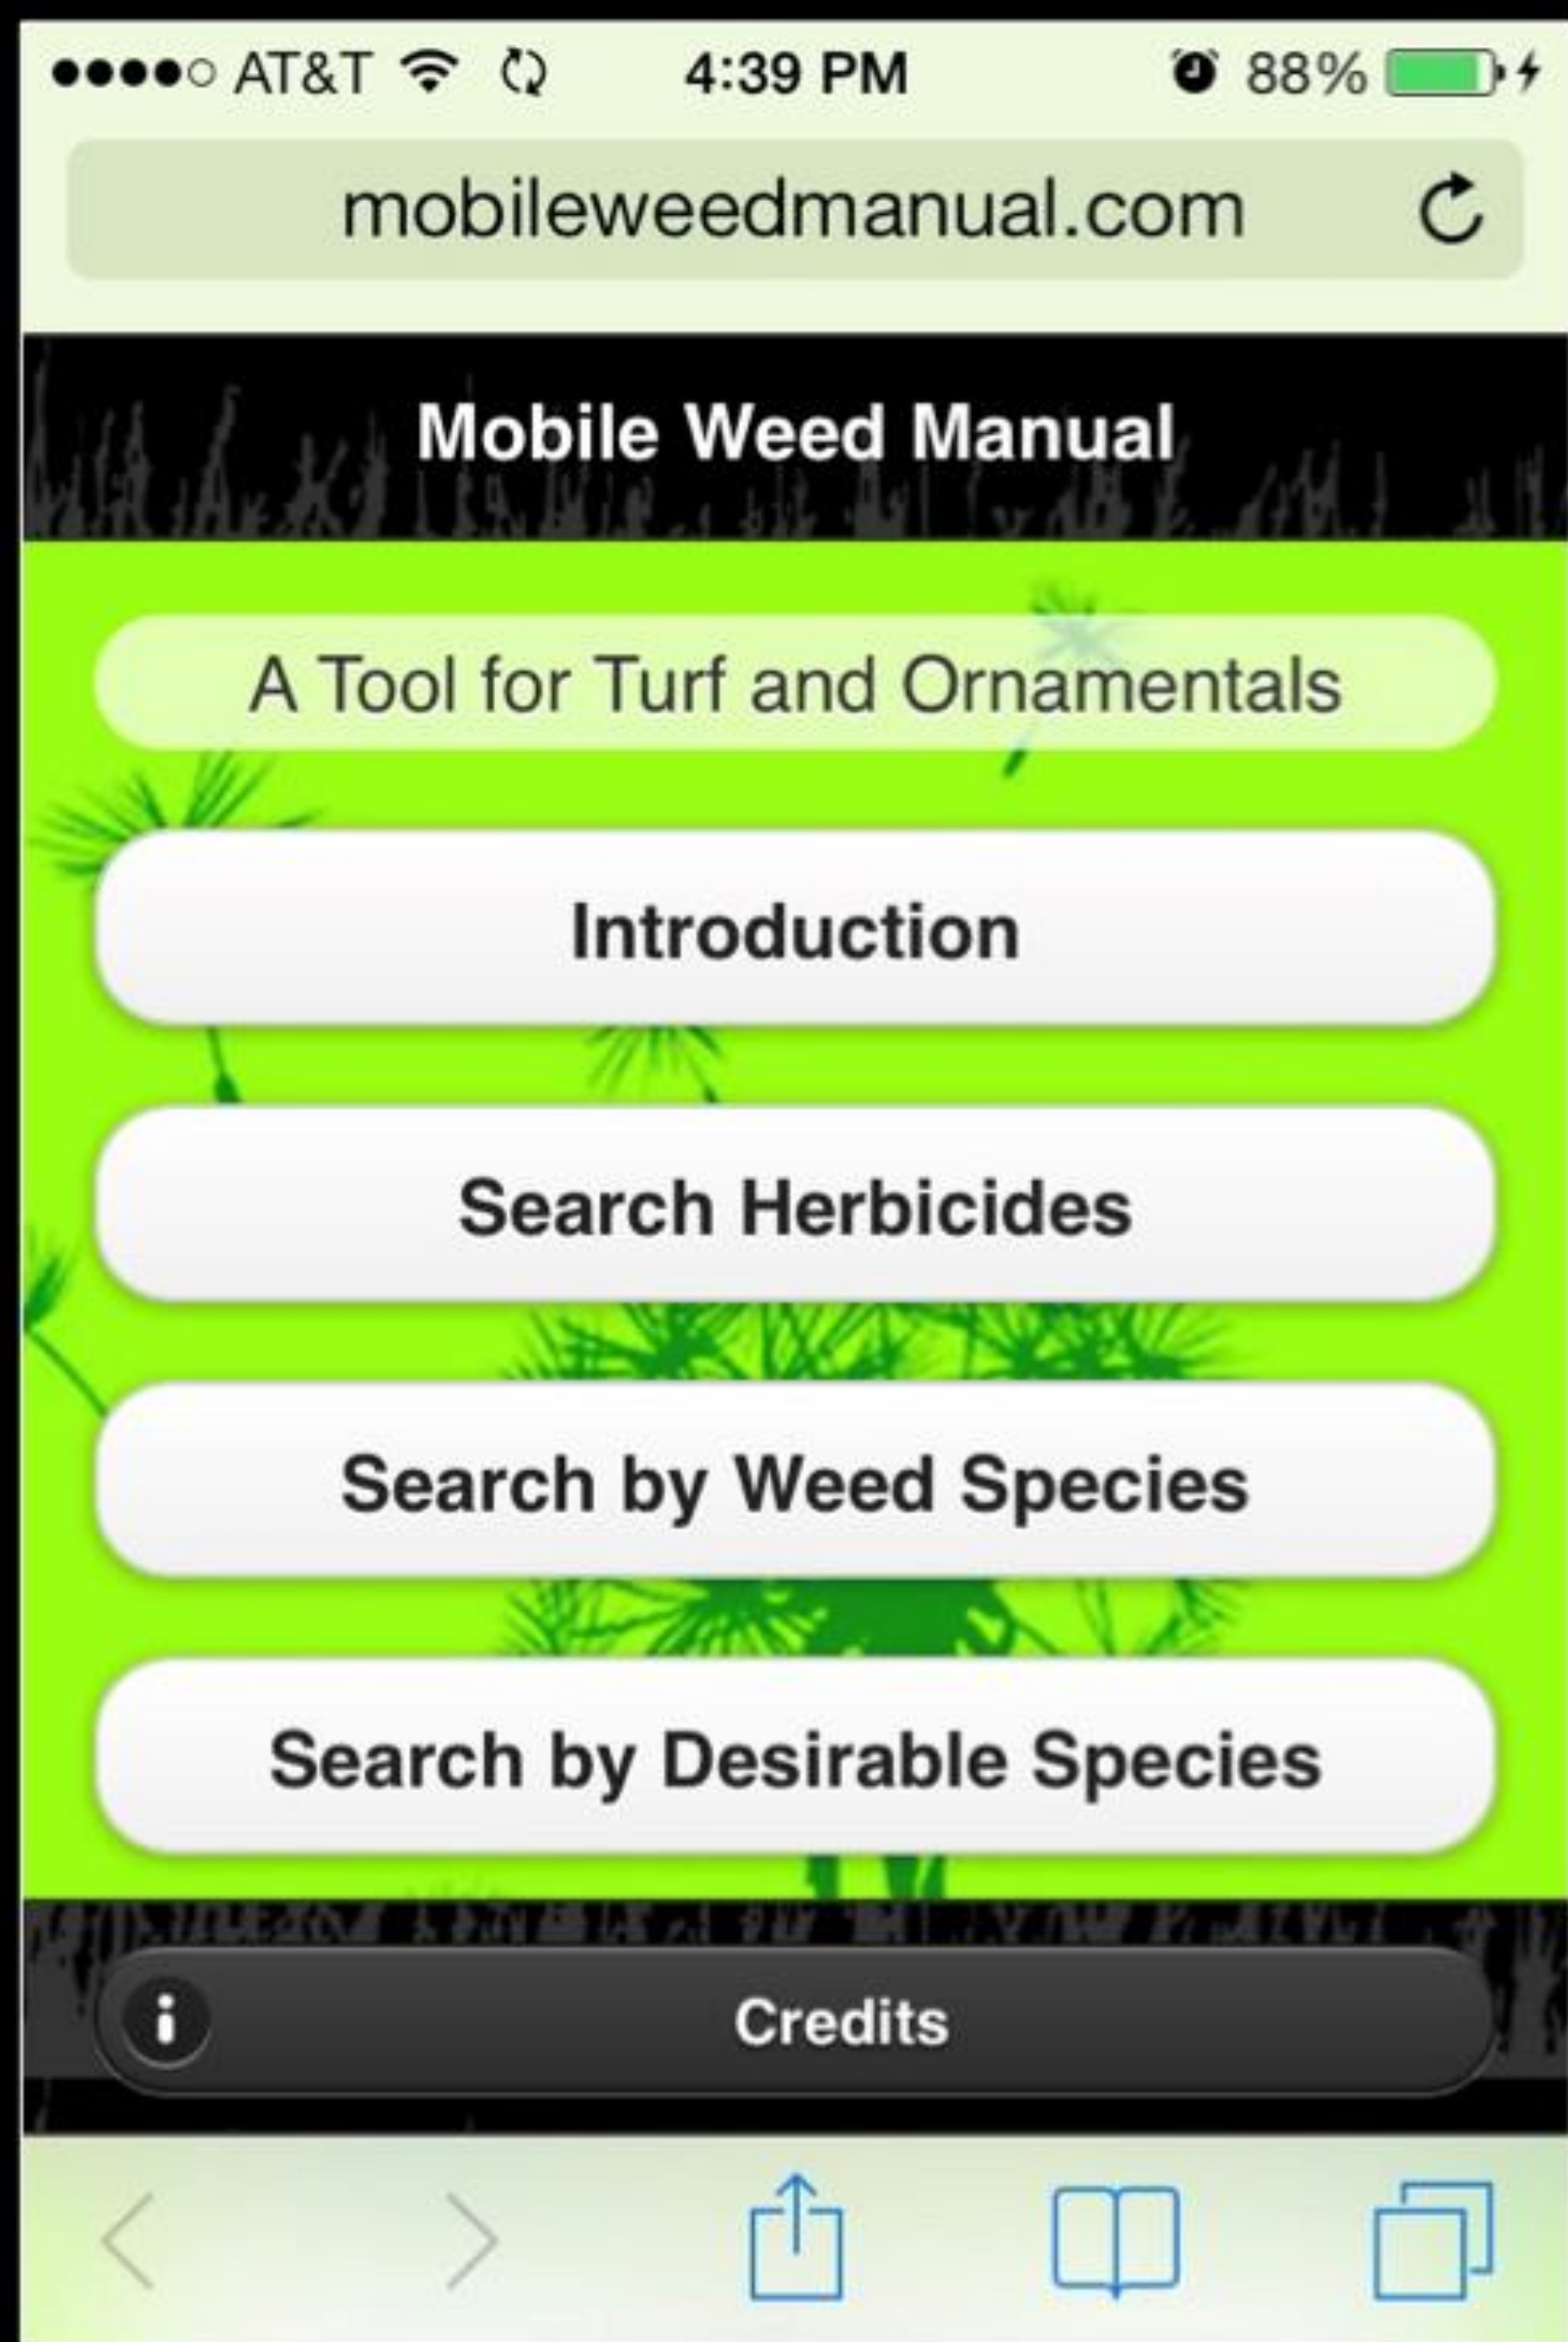 AT&T 4:39 PM 88%
mobileweedmanual.com
Mobile Weed Manual
A Tool for Turf and Ornamentals
Introduction
Search Herbicides
Search by Weed Species
Search by Desirable Species
i Credits